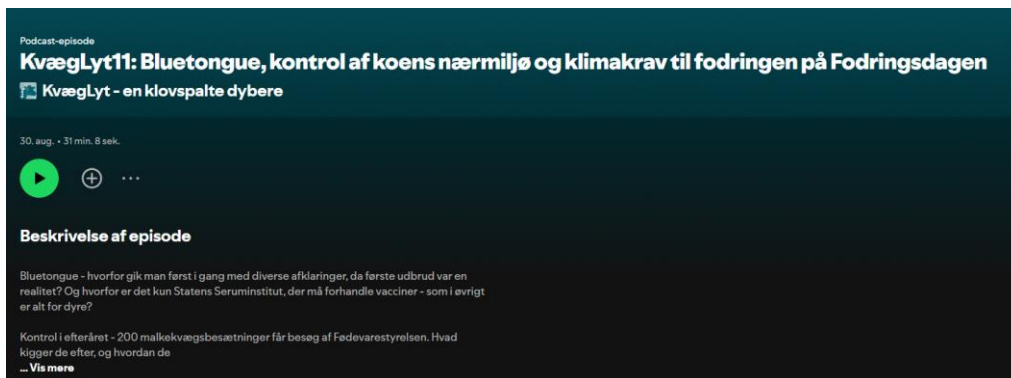 Podcast-episode
KvægLyt11: Bluetongue, kontrol af koens nærmiljø og klimakrav til fodringen på Fodringsdagen
KvægLyt - en klovspalte dybere
30. aug. • 31 min. 8 sek.
Beskrivelse af episode
Bluetongue - hvorfor gik man først i gang med diverse afklaringer, da første udbrud var en
realitet? Og hvorfor er det kun Statens Seruminstitut, der må forhandle vacciner - som i øvrigt
er alt for dyre?
Kontrol i efteråret - 200 malkekvægsbesætninger får besøg af Fødevarestyrelsen. Hvad
kigger de efter, og hvordan de
... Vis mere